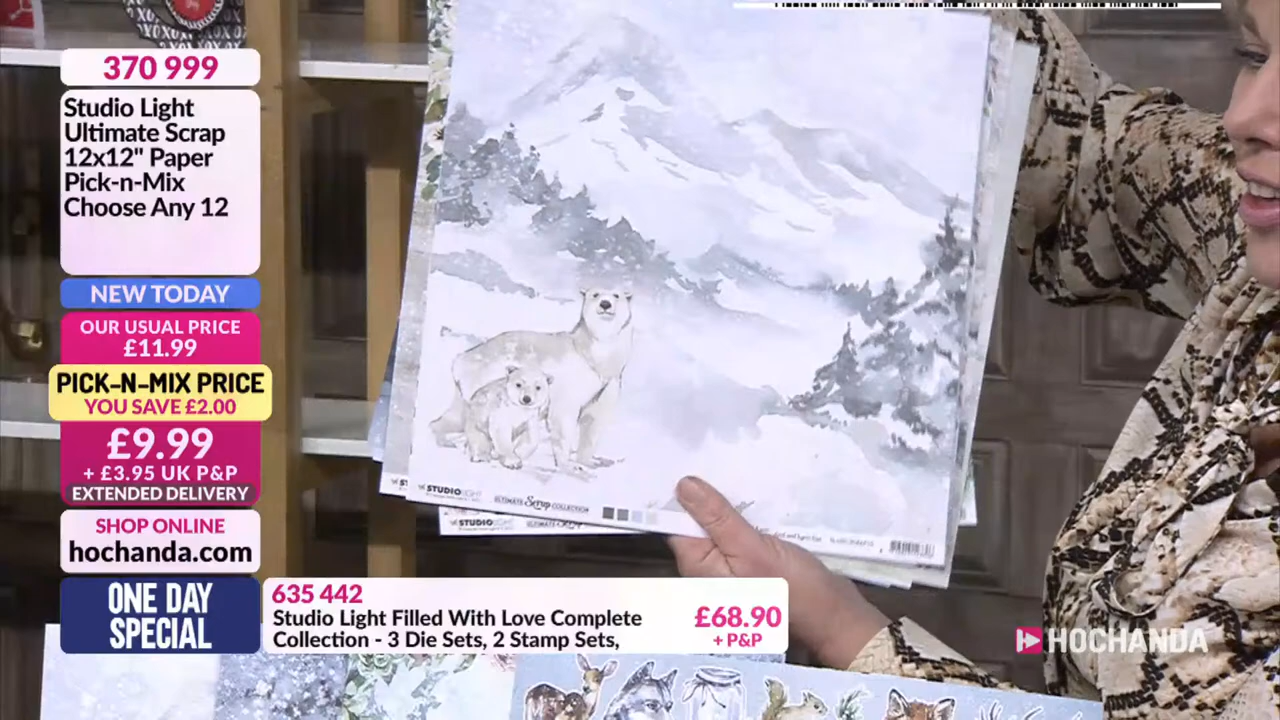 370 999
Studio Light
Ultimate Scrap
12x12" Paper
Pick-n-Mix
Choose Any 12
NEW TODAY
OUR USUAL PRICE
£11.99
PICK-N-MIX PRICE
YOU SAVE £2.00
£9.99
+ £3.95 UK P&P
EXTENDED DELIVERY
SHOP ONLINE
hochanda.com
ONE DAY
SPECIAL
635 442
Studio Light Filled With Love Complete
Collection - 3 Die Sets, 2 Stamp Sets,
£68.90
+ P&P
HOCHANDA
STUDIOLIGHT
ULTIMATE Scrap COLLECTION
STUDIOLIGHT